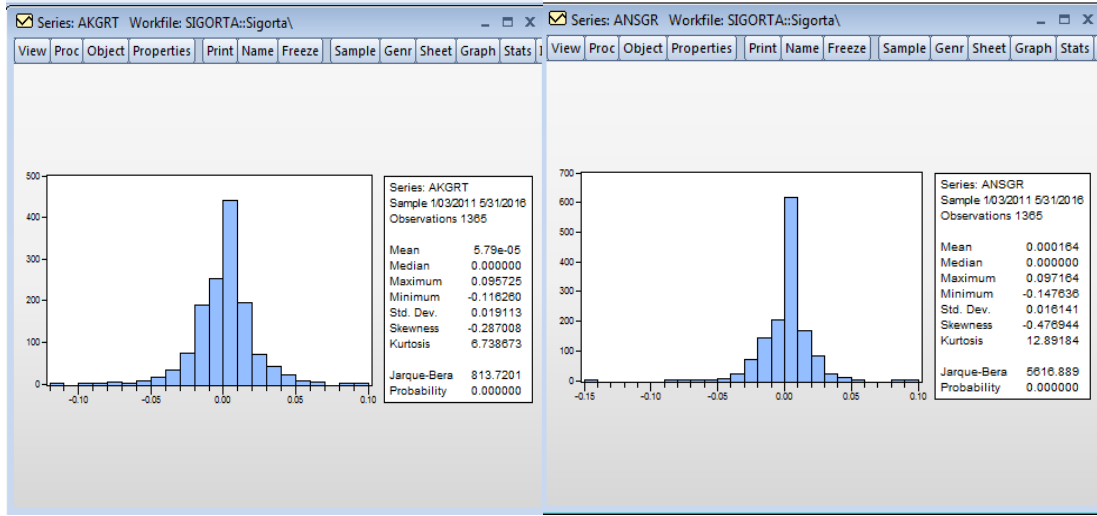 Series: AKGRT Workfile: SIGORTA::Sigorta\
View Proc Object Properties Print Name Freeze Sample Genr Sheet Graph Stats
500
400
300
200
100
0
-0.10 -0.05 0.00 0.05 0.10
Series: AKGRT
Sample 1/03/2011 5/31/2016
Observations 1365
Mean 5.79e-05
Median 0.000000
Maximum 0.095725
Minimum -0.116260
Std. Dev. 0.019113
Skewness -0.287008
Kurtosis 6.738673
Jarque-Bera 813.7201
Probability 0.000000
Series: ANSGR Workfile: SIGORTA::Sigorta\
View Proc Object Properties Print Name Freeze Sample Genr Sheet Graph Stats
700
600
500
400
300
200
100
0
-0.15 -0.10 -0.05 0.00 0.05 0.10
Series: ANSGR
Sample 1/03/2011 5/31/2016
Observations 1365
Mean 0.000164
Median 0.000000
Maximum 0.097164
Minimum -0.147636
Std. Dev. 0.016141
Skewness -0.476944
Kurtosis 12.89184
Jarque-Bera 5616.889
Probability 0.000000